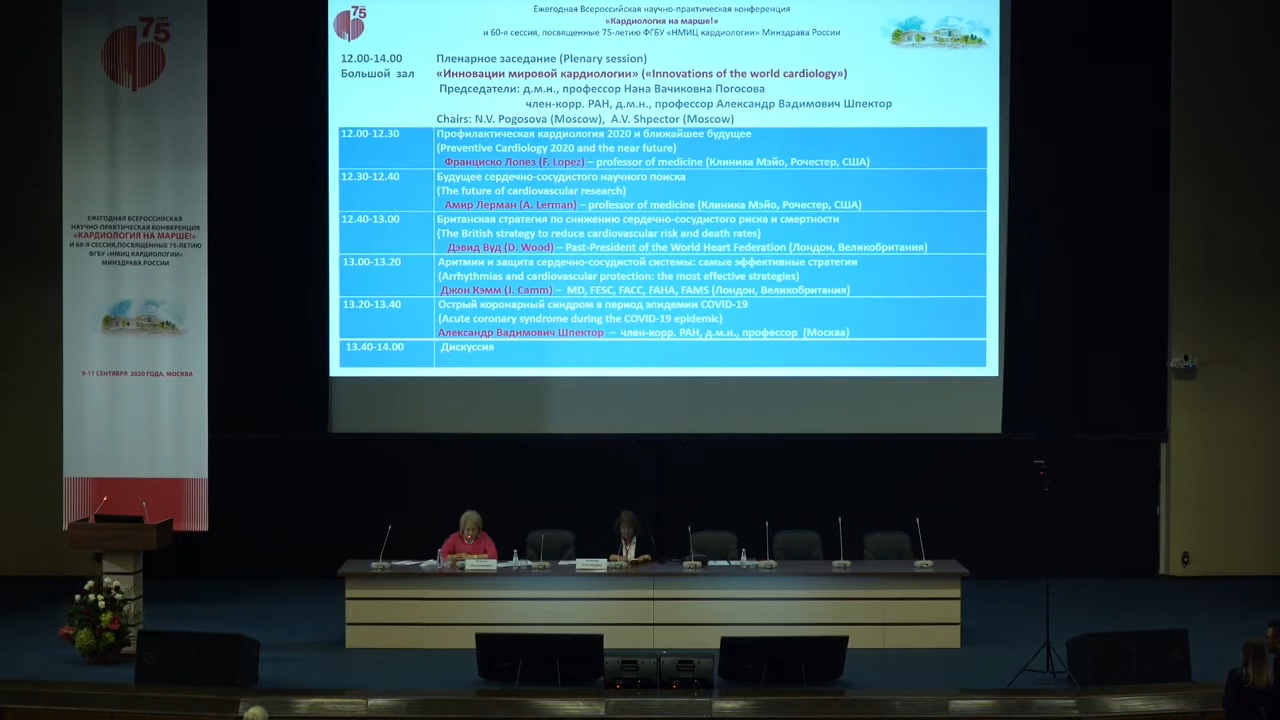 75 ЛЕТ
ЕЖЕГОДНАЯ ВСЕРОССИЙСКАЯ
НАУЧНО-ПРАКТИЧЕСКАЯ КОНФЕРЕНЦИЯ
«КАРДИОЛОГИЯ НА МАРШЕ!»
И 60-Я СЕССИЯ, ПОСВЯЩЕННЫЕ 75-ЛЕТИЮ
ФГБУ «НМИЦ КАРДИОЛОГИИ»
МИНЗДРАВА РОССИИ
9-11 СЕНТЯБРЯ 2020 ГОДА, МОСКВА
75
Ежегодная Всероссийская научно-практическая конференция
«Кардиология на марше!»
и 60-я сессия, посвященные 75-летию ФГБУ «НМИЦ кардиологии» Минздрава России
12.00-14.00 Пленарное заседание (Plenary session)
Большой зал «Инновации мировой кардиологии» («Innovations of the world cardiology»)
Председатели: д.м.н., профессор Нана Вачиковна Погосова
член-корр. РАН, д.м.н., профессор Александр Вадимович Шпектор
Chairs: N.V. Pogosova (Moscow), A.V. Shpector (Moscow)
12.00-12.30 Профилактическая кардиология 2020 и ближайшее будущее
(Preventive Cardiology 2020 and the near future)
Франциско Лопез (F. Lopez) – professor of medicine (Клиника Мэйо, Рочестер, США)
12.30-12.40 Будущее сердечно-сосудистого научного поиска
(The future of cardiovascular research)
Амир Лерман (A. Lerman) – professor of medicine (Клиника Мэйо, Рочестер, США)
12.40-13.00 Британская стратегия по снижению сердечно-сосудистого риска и смертности
(The British strategy to reduce cardiovascular risk and death rates)
Дэвид Вуд (D. Wood) – Past-President of the World Heart Federation (Лондон, Великобритания)
13.00-13.20 Аритмии и защита сердечно-сосудистой системы: самые эффективные стратегии
(Arrhythmias and cardiovascular protection: the most effective strategies)
Джон Кэмм (J. Camm) – MD, FESC, FACC, FAHA, FAMS (Лондон, Великобритания)
13.20-13.40 Острый коронарный синдром в период эпидемии COVID-19
(Acute coronary syndrome during the COVID-19 epidemic)
Александр Вадимович Шпектор – член-корр. РАН, д.м.н., профессор (Москва)
13.40-14.00 Дискуссия